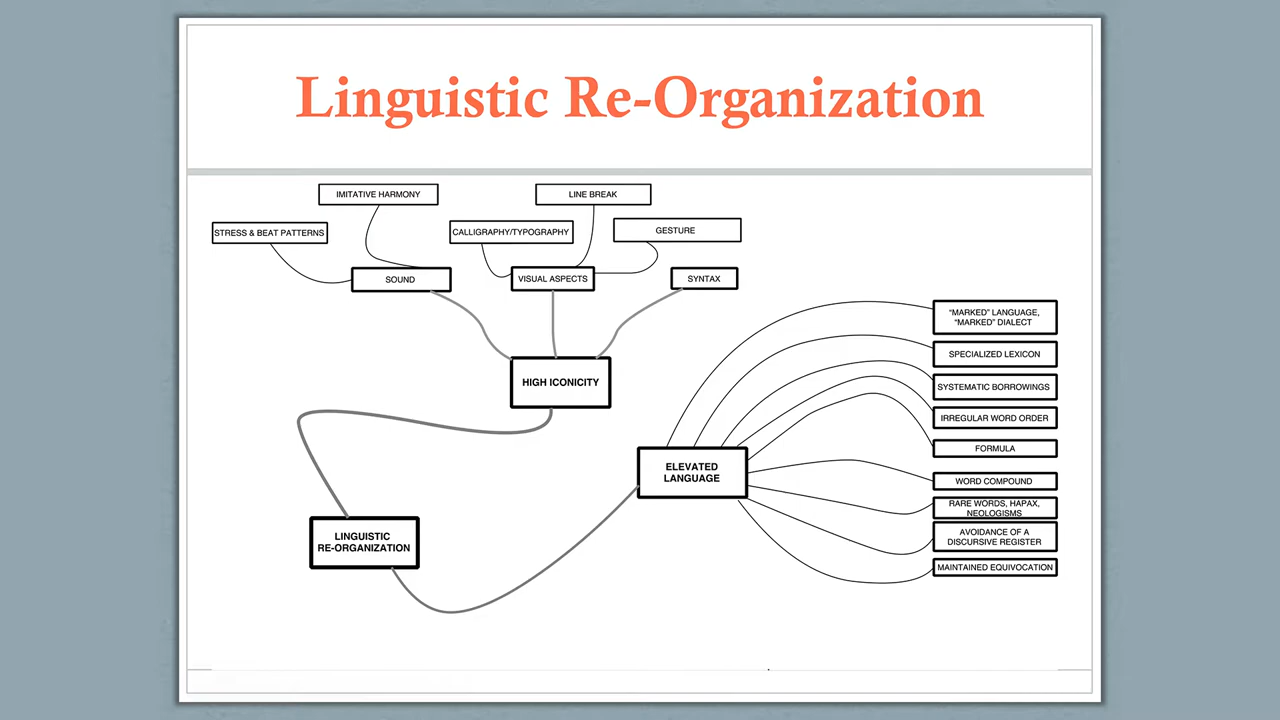 Linguistic Re-Organization
IMITATIVE HARMONY
LINE BREAK
STRESS & BEAT PATTERNS
CALLIGRAPHY/TYPOGRAPHY
GESTURE
SOUND
VISUAL ASPECTS
SYNTAX
HIGH ICONICITY
“MARKED” LANGUAGE,
“MARKED” DIALECT
SPECIALIZED LEXICON
SYSTEMATIC BORROWINGS
IRREGULAR WORD ORDER
FORMULA
ELEVATED
LANGUAGE
WORD COMPOUND
RARE WORDS, HAPAX,
NEOLOGISMS
AVOIDANCE OF A
DISCURSIVE REGISTER
MAINTAINED EQUIVOCATION
LINGUISTIC
RE-ORGANIZATION